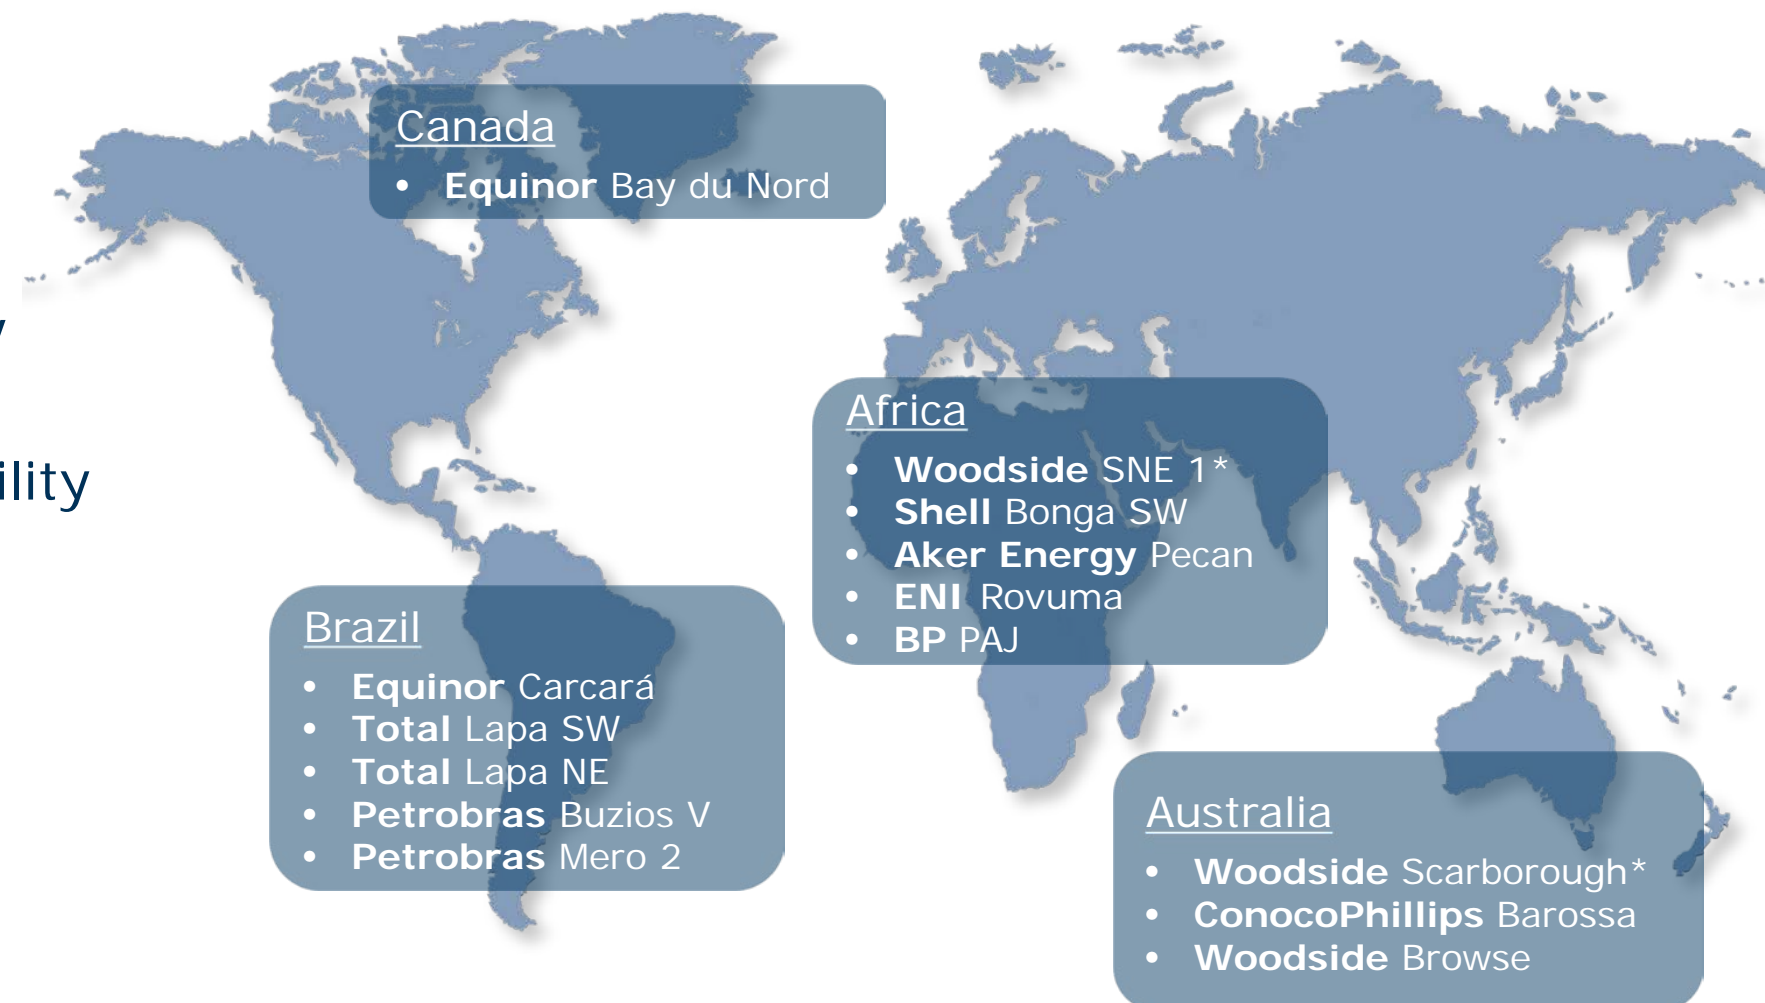 Canada
• Equinor Bay du Nord
Africa
• Woodside SNE 1*
• Shell Bonga SW
• Aker Energy Pecan
• ENI Rovuma
• BP PAJ
Brazil
• Equinor Carcará
• Total Lapa SW
• Total Lapa NE
• Petrobras Buzios V
• Petrobras Mero 2
Australia
• Woodside Scarborough*
• ConocoPhillips Barossa
• Woodside Browse